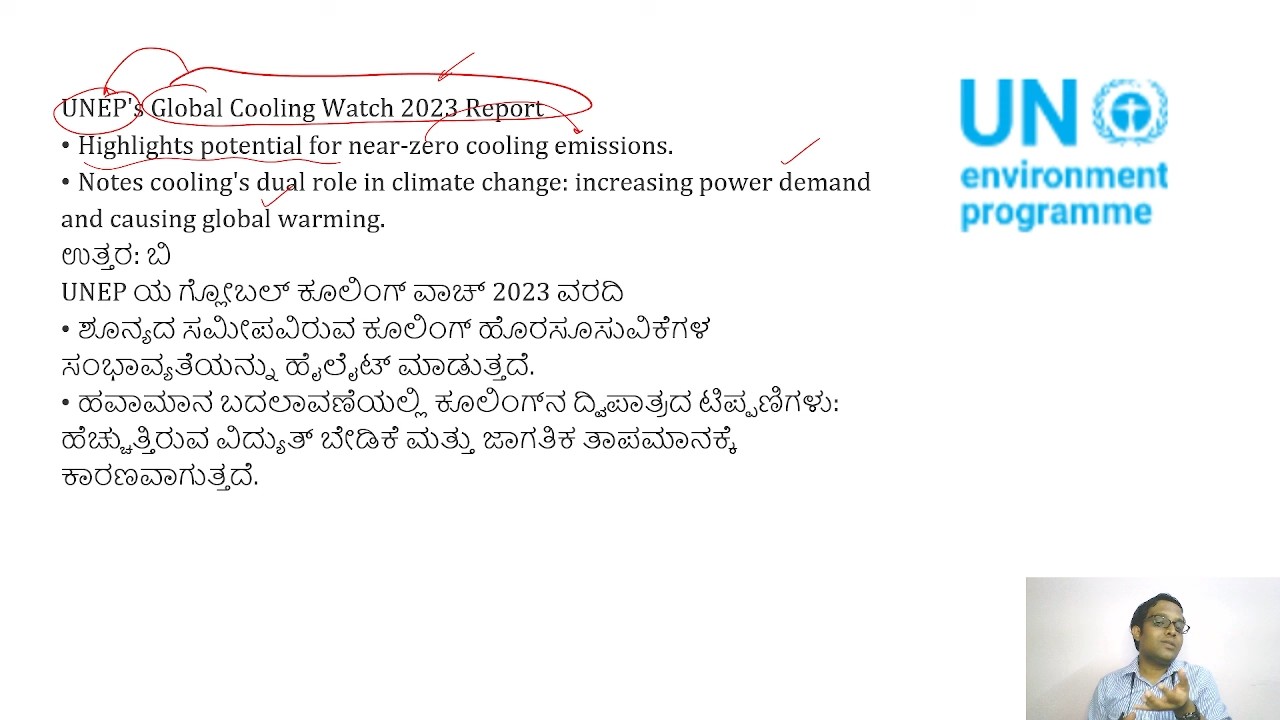 UNEP's Global Cooling Watch 2023 Report
• Highlights potential for near-zero cooling emissions.
• Notes cooling's dual role in climate change: increasing power demand
and causing global warming.
ಉತ್ತರ: ಬಿ
UNEP ಯ ಗ್ಲೋಬಲ್ ಕೂಲಿಂಗ್ ವಾಚ್ 2023 ವರದಿ
• ಶೂನ್ಯದ ಸಮೀಪವಿರುವ ಕೂಲಿಂಗ್ ಹೊರಸೂಸುವಿಕೆಗಳ
ಸಂಭಾವ್ಯತೆಯನ್ನು ಹೈಲೈಟ್ ಮಾಡುತ್ತದೆ.
• ಹವಾಮಾನ ಬದಲಾವಣೆಯಲ್ಲಿ ಕೂಲಿಂಗ್‌ನ ದ್ವಿಪಾತ್ರದ ಟಿಪ್ಪಣಿಗಳು:
ಹೆಚ್ಚುತ್ತಿರುವ ವಿದ್ಯುತ್ ಬೇಡಿಕೆ ಮತ್ತು ಜಾಗತಿಕ ತಾಪಮಾನಕ್ಕೆ
ಕಾರಣವಾಗುತ್ತದೆ.
UN
environment
programme